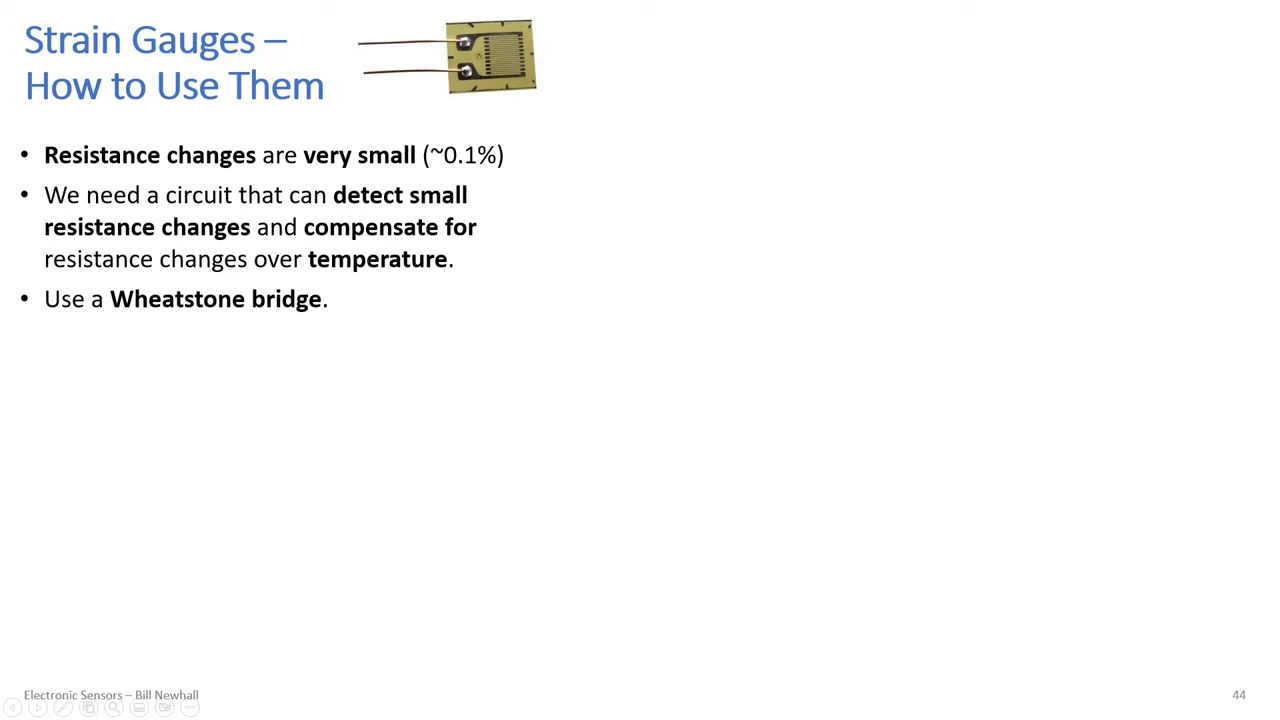 Strain Gauges –
How to Use Them
• Resistance changes are very small (~0.1%)
• We need a circuit that can detect small
resistance changes and compensate for
resistance changes over temperature.
• Use a Wheatstone bridge.
Electronic Sensors – Bill Newhall
44